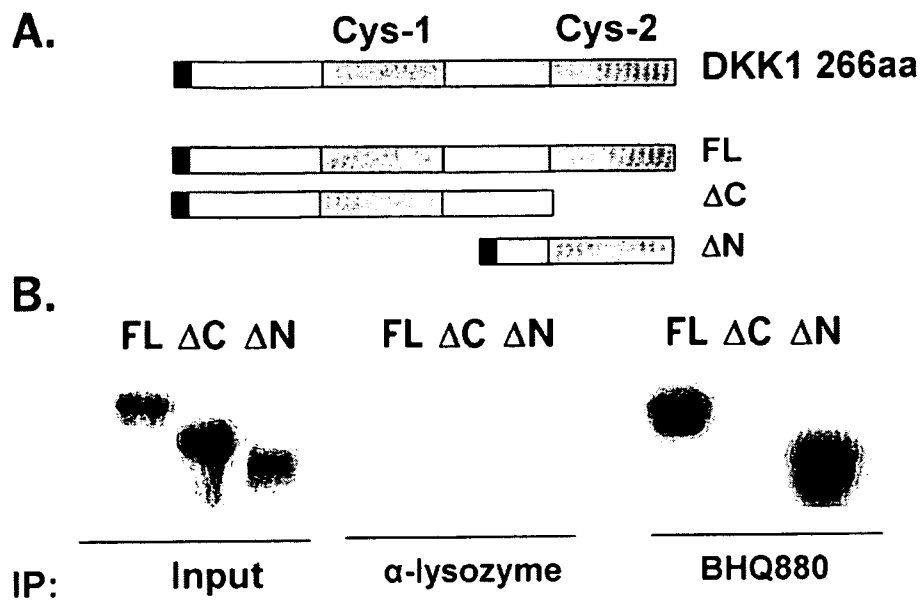 A.
Cys-1 Cys-2
DKK1 266aa
FL
ΔC
ΔN
B.
FL ΔC ΔN FL ΔC ΔN FL ΔC ΔN
IP: Input α-lysozyme BHQ880